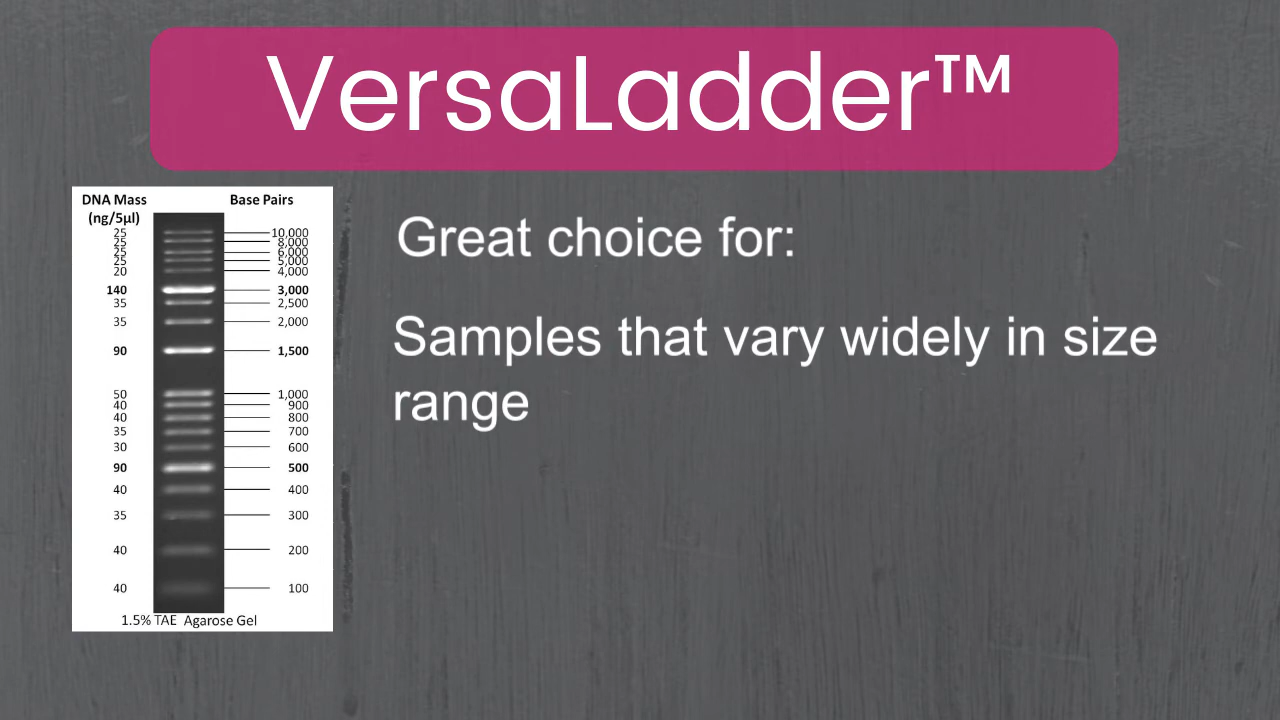 VersaLadder™
DNA Mass Base Pairs
(ng/5µl)
25 10,000
25 8,000
25 6,000
25 5,000
20 4,000
140 3,000
35 2,500
35 2,000
90 1,500
50 1,000
40 900
40 800
35 700
30 600
90 500
40 400
35 300
40 200
40 100
1.5% TAE Agarose Gel
Great choice for:
Samples that vary widely in size
range